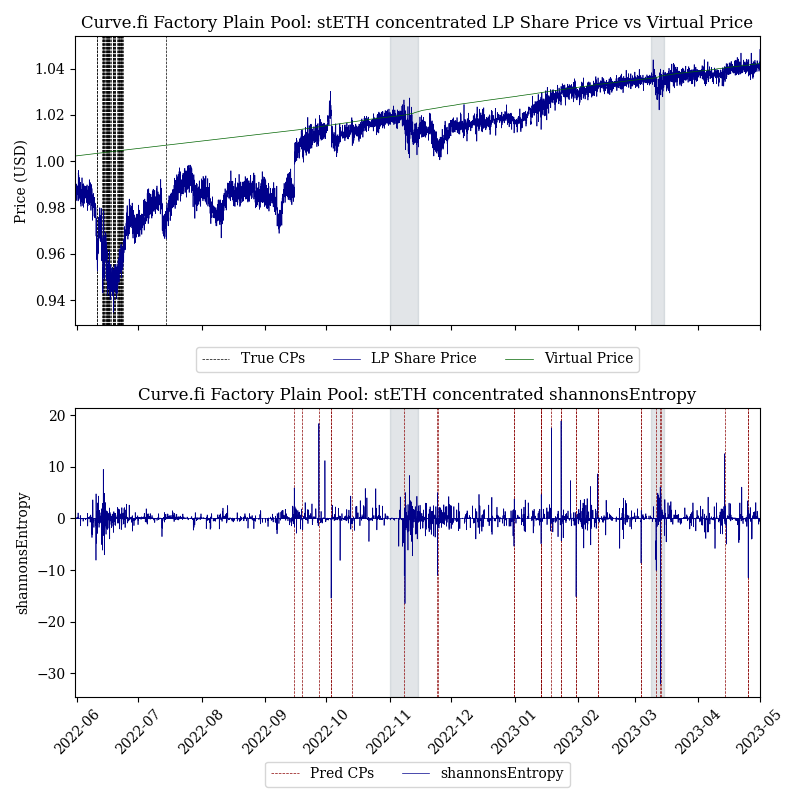 Curve.fi Factory Plain Pool: stETH concentrated LP Share Price vs Virtual Price
Price (USD)
1.04
1.02
1.00
0.98
0.96
0.94
True CPs LP Share Price Virtual Price
Curve.fi Factory Plain Pool: stETH concentrated shannonsEntropy
shannonsEntropy
20
10
0
−10
−20
−30
2022-06 2022-07 2022-08 2022-09 2022-10 2022-11 2022-12 2023-01 2023-02 2023-03 2023-04 2023-05
Pred CPs shannonsEntropy